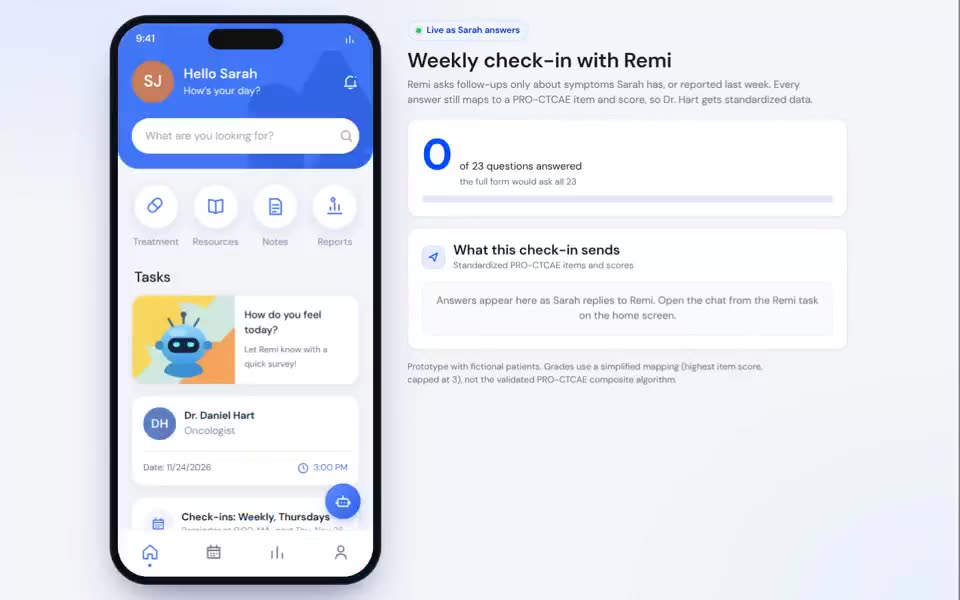 9:41
SJ
Hello Sarah
How's your day?
What are you looking for?
Treatment
Resources
Notes
Reports
Tasks
How do you feel
today?
Let Remi know with a
quick survey!
DH
Dr. Daniel Hart
Oncologist
Date: 11/24/2026
3:00 PM
Check-ins: Weekly, Thursdays
Live as Sarah answers
Weekly check-in with Remi
Remi asks follow-ups only about symptoms Sarah has, or reported last week. Every
answer still maps to a PRO-CTCAE item and score, so Dr. Hart gets standardized data.
0
of 23 questions answered
the full form would ask all 23
What this check-in sends
Standardized PRO-CTCAE items and scores
Answers appear here as Sarah replies to Remi. Open the chat from the Remi task
on the home screen.
Prototype with fictional patients. Grades use a simplified mapping (highest item score,
capped at 3), not the validated PRO-CTCAE composite algorithm.